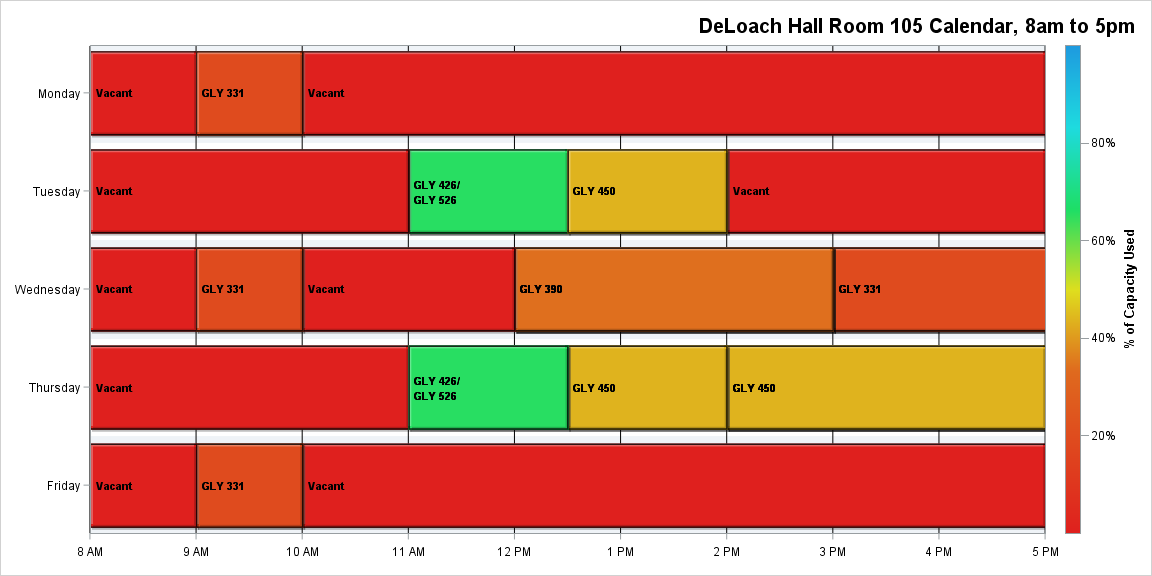 DeLoach Hall Room 105 Calendar, 8am to 5pm
Monday
Vacant
GLY 331
Vacant
80%
Tuesday
Vacant
GLY 426/
GLY 526
GLY 450
Vacant
60%
Wednesday
Vacant
GLY 331
Vacant
GLY 390
GLY 331
% of Capacity Used
40%
Thursday
Vacant
GLY 426/
GLY 526
GLY 450
GLY 450
20%
Friday
Vacant
GLY 331
Vacant
8 AM
9 AM
10 AM
11 AM
12 PM
1 PM
2 PM
3 PM
4 PM
5 PM